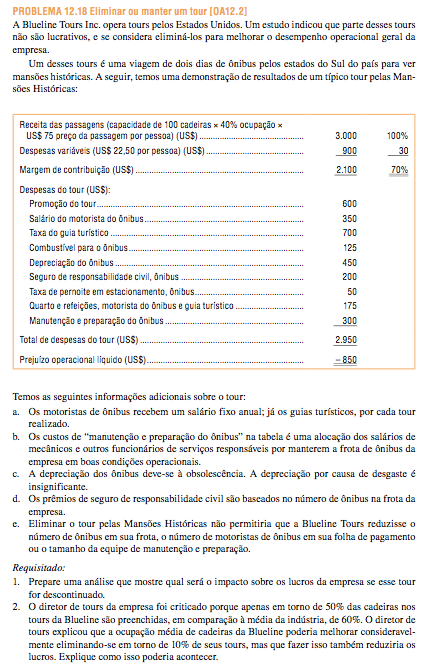 PROBLEMA 12.18 Eliminar ou manter um tour [OA12.2]
A Blueline Tours Inc. opera tours pelos Estados Unidos. Um estudo indicou que parte desses tours
não são lucrativos, e se considera eliminá-los para melhorar o desempenho operacional geral da
empresa.
Um desses tours é uma viagem de dois dias de ônibus pelos estados do Sul do país para ver
mansões históricas. A seguir, temos uma demonstração de resultados de um típico tour pelas Man-
sões Históricas:
Receita das passagens (capacidade de 100 cadeiras × 40% ocupação ×
US$ 75 preço da passagem por pessoa) (US$) 3.000 100%
Despesas variáveis (US$ 22,50 por pessoa) (US$) 900 30
Margem de contribuição (US$) 2.100 70%
Despesas do tour (US$):
Promoção do tour 600
Salário do motorista do ônibus 350
Taxa do guia turístico 700
Combustível para o ônibus 125
Depreciação do ônibus 450
Seguro de responsabilidade civil, ônibus 200
Taxa de pernoite em estacionamento, ônibus 50
Quarto e refeições, motorista do ônibus e guia turístico 175
Manutenção e preparação do ônibus 300
Total de despesas do tour (US$) 2.950
Prejuízo operacional líquido (US$) –850
Temos as seguintes informações adicionais sobre o tour:
a. Os motoristas de ônibus recebem um salário fixo anual; já os guias turísticos, por cada tour
realizado.
b. Os custos de “manutenção e preparação do ônibus” na tabela é uma alocação dos salários de
mecânicos e outros funcionários de serviços responsáveis por manterem a frota de ônibus da
empresa em boas condições operacionais.
c. A depreciação dos ônibus deve-se à obsolescência. A depreciação por causa de desgaste é
insignificante.
d. Os prêmios de seguro de responsabilidade civil são baseados no número de ônibus na frota da
empresa.
e. Eliminar o tour pelas Mansões Históricas não permitiria que a Blueline Tours reduzisse o
número de ônibus em sua frota, o número de motoristas de ônibus em sua folha de pagamento
ou o tamanho da equipe de manutenção e preparação.
Requisitado:
1. Prepare uma análise que mostre qual será o impacto sobre os lucros da empresa se esse tour
for descontinuado.
2. O diretor de tours da empresa foi criticado porque apenas em torno de 50% das cadeiras nos
tours da Blueline são preenchidas, em comparação à média da indústria, de 60%. O diretor de
tours explicou que a ocupação média de cadeiras da Blueline poderia melhorar consideravel-
mente eliminando-se em torno de 10% de seus tours, mas que fazer isso também reduziria os
lucros. Explique como isso poderia acontecer.